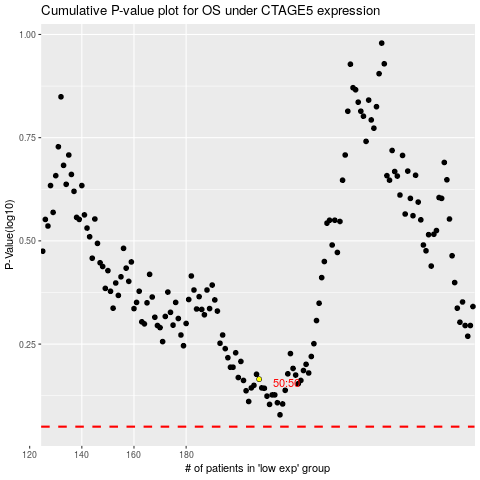 Cumulative P-value plot for OS under CTAGE5 expression
P-Value(log10)
1.00
0.75
0.50
0.25
50:50
120 140 160 180
# of patients in 'low exp' group